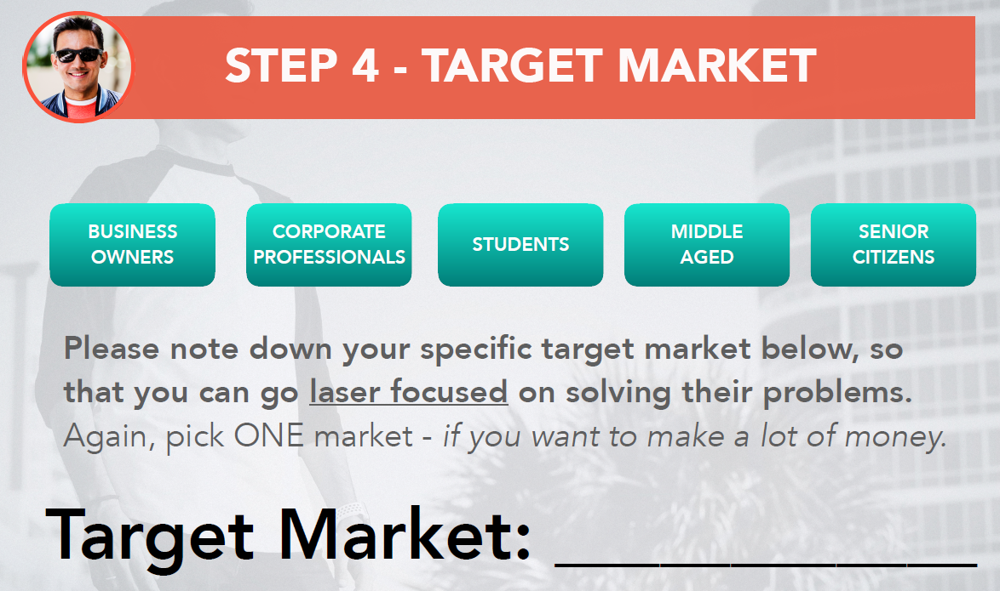 STEP 4 - TARGET MARKET
BUSINESS
OWNERS
CORPORATE
PROFESSIONALS
STUDENTS
MIDDLE
AGED
SENIOR
CITIZENS
Please note down your specific target market below, so
that you can go laser focused on solving their problems.
Again, pick ONE market - if you want to make a lot of money.
Target Market: ____________